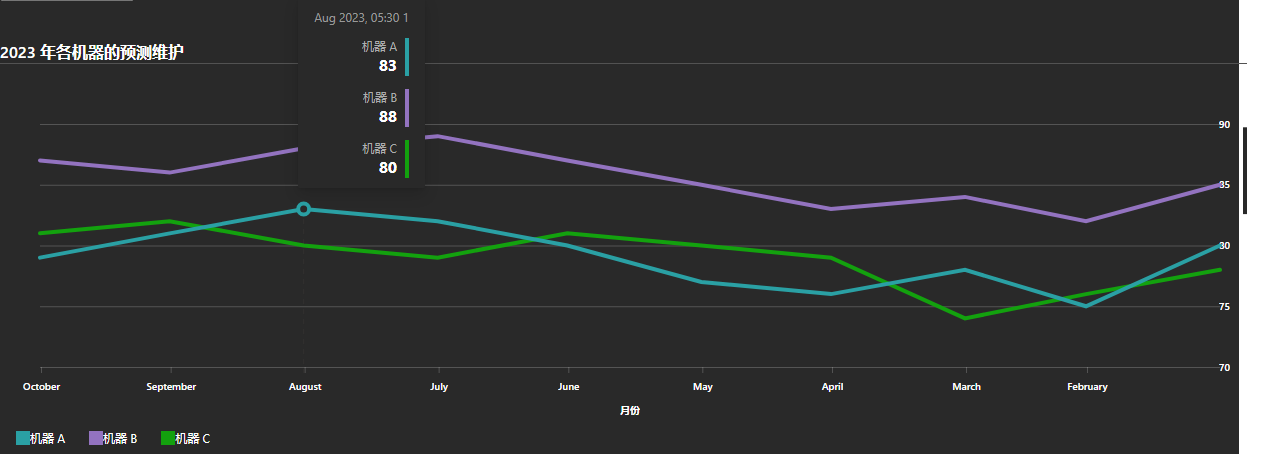 Aug 2023, 05:30 1
机器 A
83
机器 B
88
机器 C
80
2023 年各机器的预测维护
90
85
80
75
70
October September August July June May April March February
月份
机器 A 机器 B 机器 C